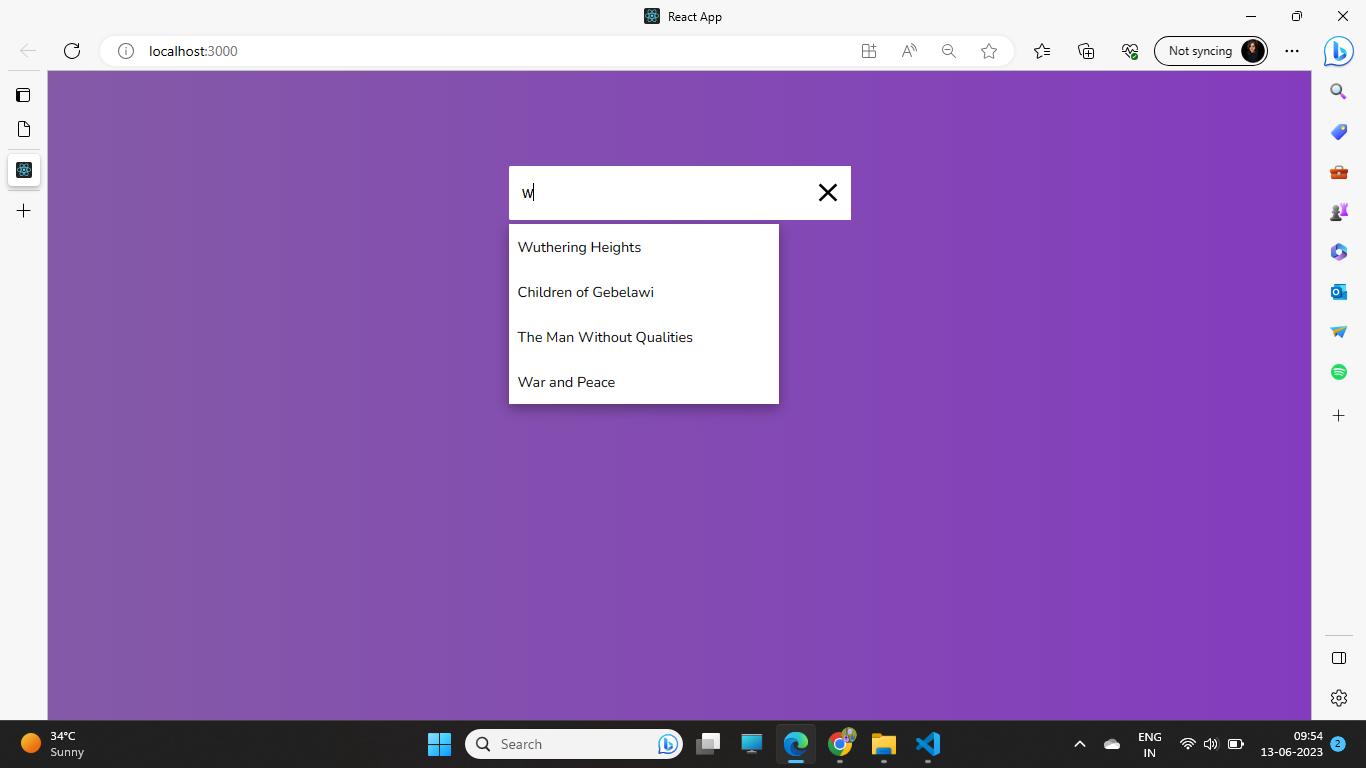 React App
localhost:3000
Not syncing
w
Wuthering Heights
Children of Gebelawi
The Man Without Qualities
War and Peace
34°C
Sunny
Search
ENG
IN
09:54
13-06-2023
2